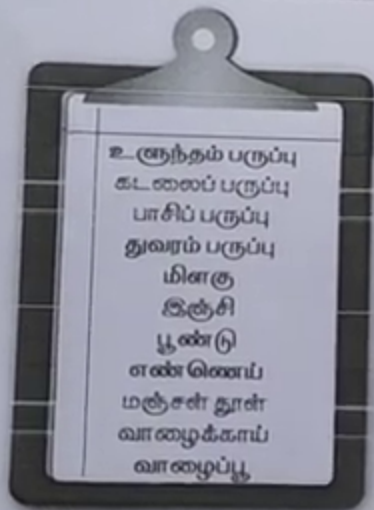 உளுந்தம் பருப்பு
கடலைப் பருப்பு
பாசிப் பருப்பு
துவரம் பருப்பு
மிளகு
இஞ்சி
பூண்டு
எண்ணெய்
மஞ்சள் தூள்
வாழைக்காய்
வாழைப்பூ